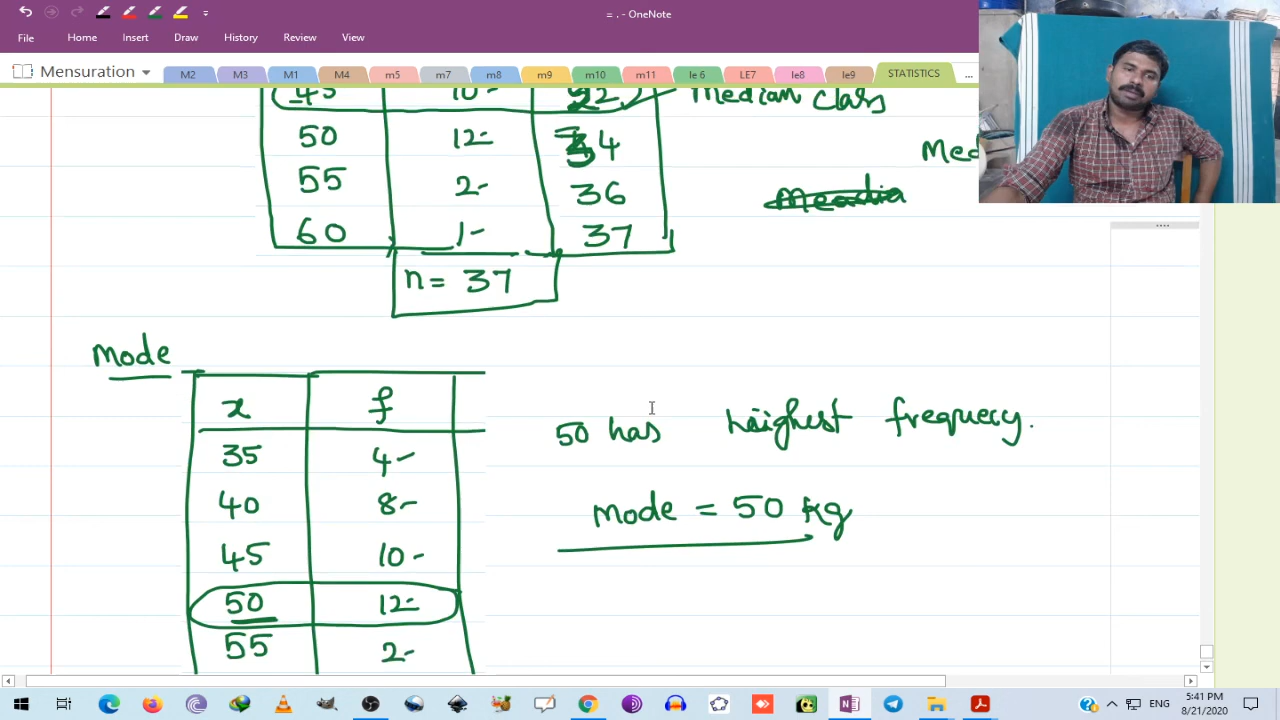 = . - OneNote
File Home Insert Draw History Review View
Mensuration M2 M3 M1 M4 m5 m7 m8 m9 m10 m11 le 6 LE7 le8 le9 STATISTICS ...
45 10 22 Median class
50 12 34 Med
55 2 36
60 1 37
n = 37
Mode
x f
35 4
40 8
45 10
50 12
55 2
50 has highest frequecy.
mode = 50 kg
ENG 5:41 PM
8/21/2020